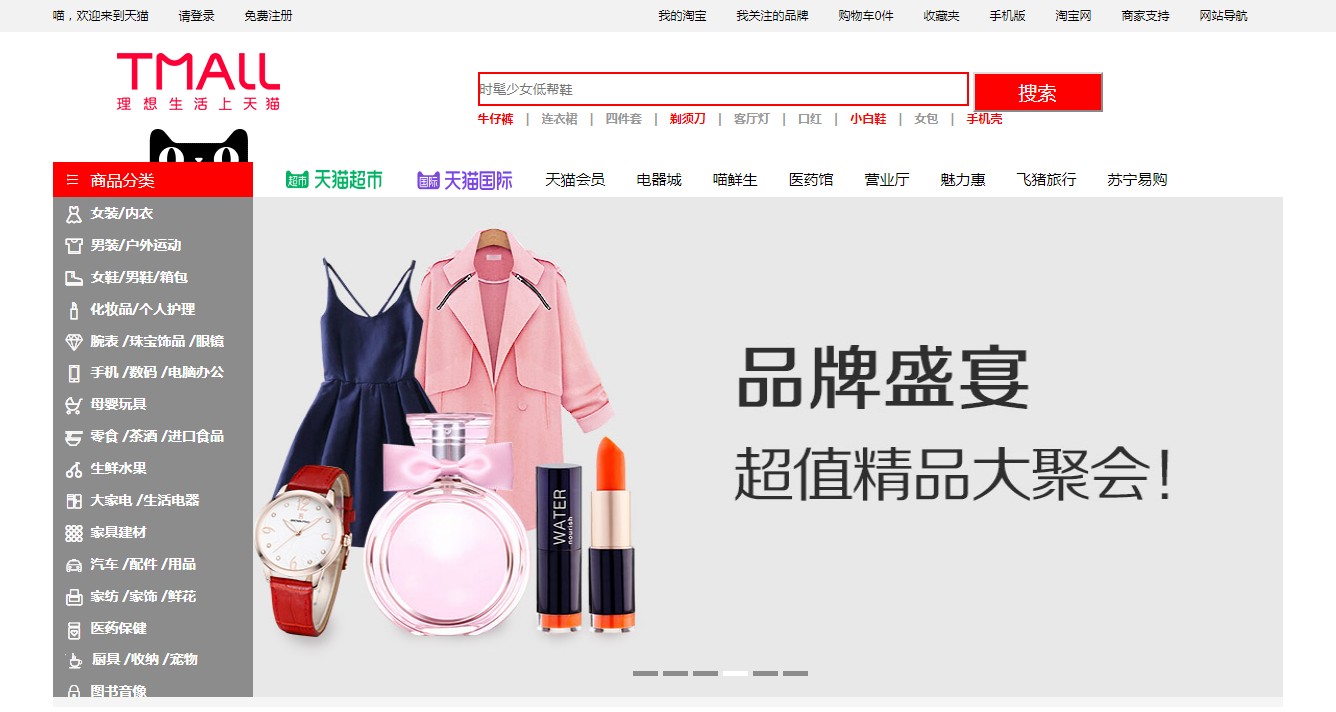 喵，欢迎来到天猫 请登录 免费注册 我的淘宝 我关注的品牌 购物车0件 收藏夹 手机版 淘宝网 商家支持 网站导航
TMALL
理想生活上天猫
时髦少女低帮鞋 搜索
牛仔裤 | 连衣裙 | 四件套 | 剃须刀 | 客厅灯 | 口红 | 小白鞋 | 女包 | 手机壳
商品分类 超市 天猫超市 国际 天猫国际 天猫会员 电器城 喵鲜生 医药馆 营业厅 魅力惠 飞猪旅行 苏宁易购
女装/内衣
男装/户外运动
女鞋/男鞋/箱包
化妆品/个人护理
腕表 /珠宝饰品 /眼镜
手机 /数码 /电脑办公
母婴玩具
零食 /茶酒 /进口食品
生鲜水果
大家电 /生活电器
家具建材
汽车 /配件 /用品
家纺 /家饰 /鲜花
医药保健
厨具 /收纳 /宠物
图书音像
品牌盛宴
超值精品大聚会！
WATER
nourish